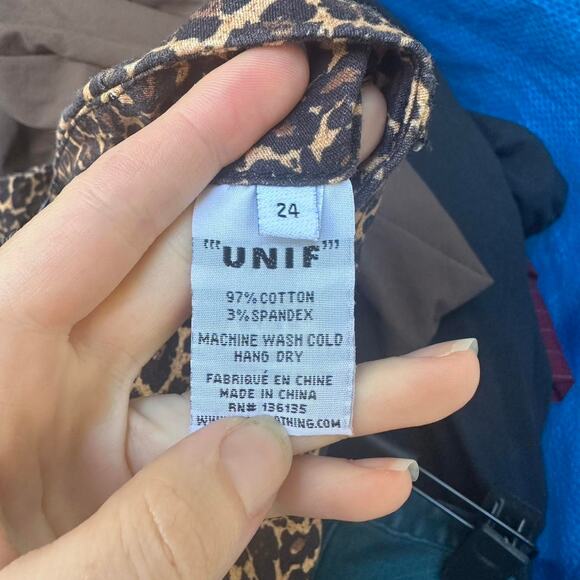 24
"'"UNIF"'"
97% COTTON
3% SPANDEX
MACHINE WASH COLD
HANG DRY
FABRIQUÉ EN CHINE
MADE IN CHINA
RN# 136135